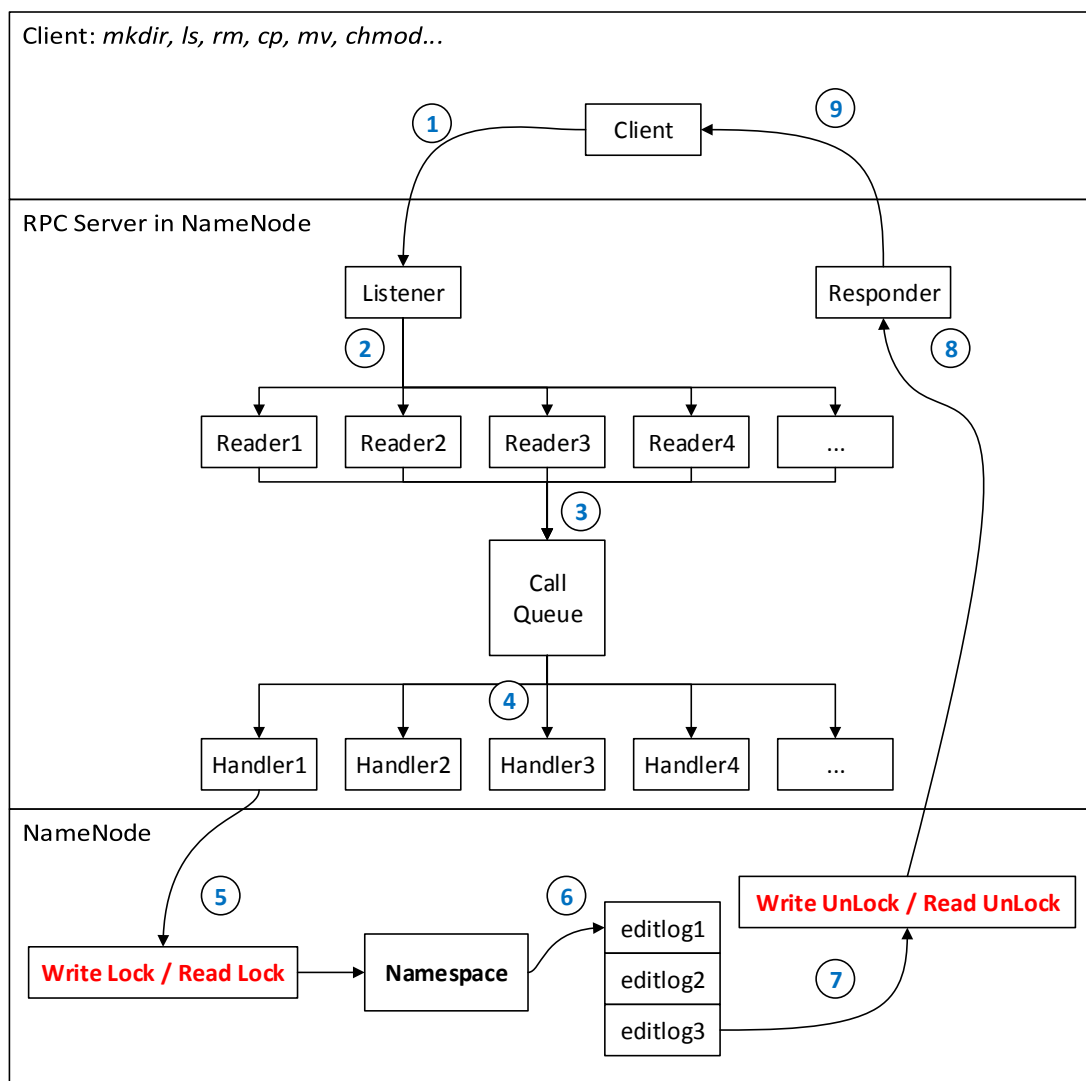 Client: mkdir, ls, rm, cp, mv, chmod...
1
9
Client
RPC Server in NameNode
Listener
Responder
2
8
Reader1
Reader2
Reader3
Reader4
...
3
Call
Queue
4
Handler1
Handler2
Handler3
Handler4
...
NameNode
5
6
Write UnLock / Read UnLock
editlog1
Write Lock / Read Lock
Namespace
editlog2
7
editlog3